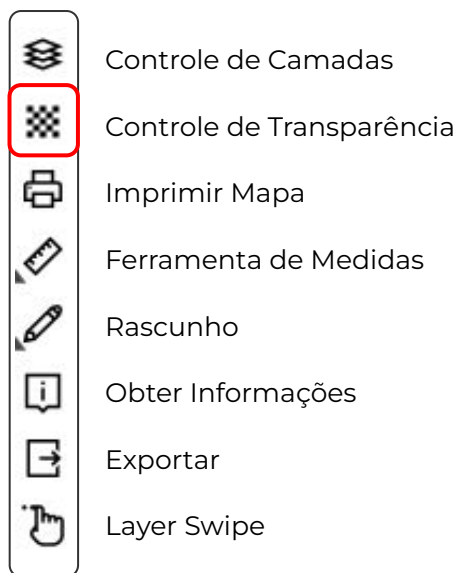 Controle de Camadas
Controle de Transparência
Imprimir Mapa
Ferramenta de Medidas
Rascunho
Obter Informações
Exportar
Layer Swipe